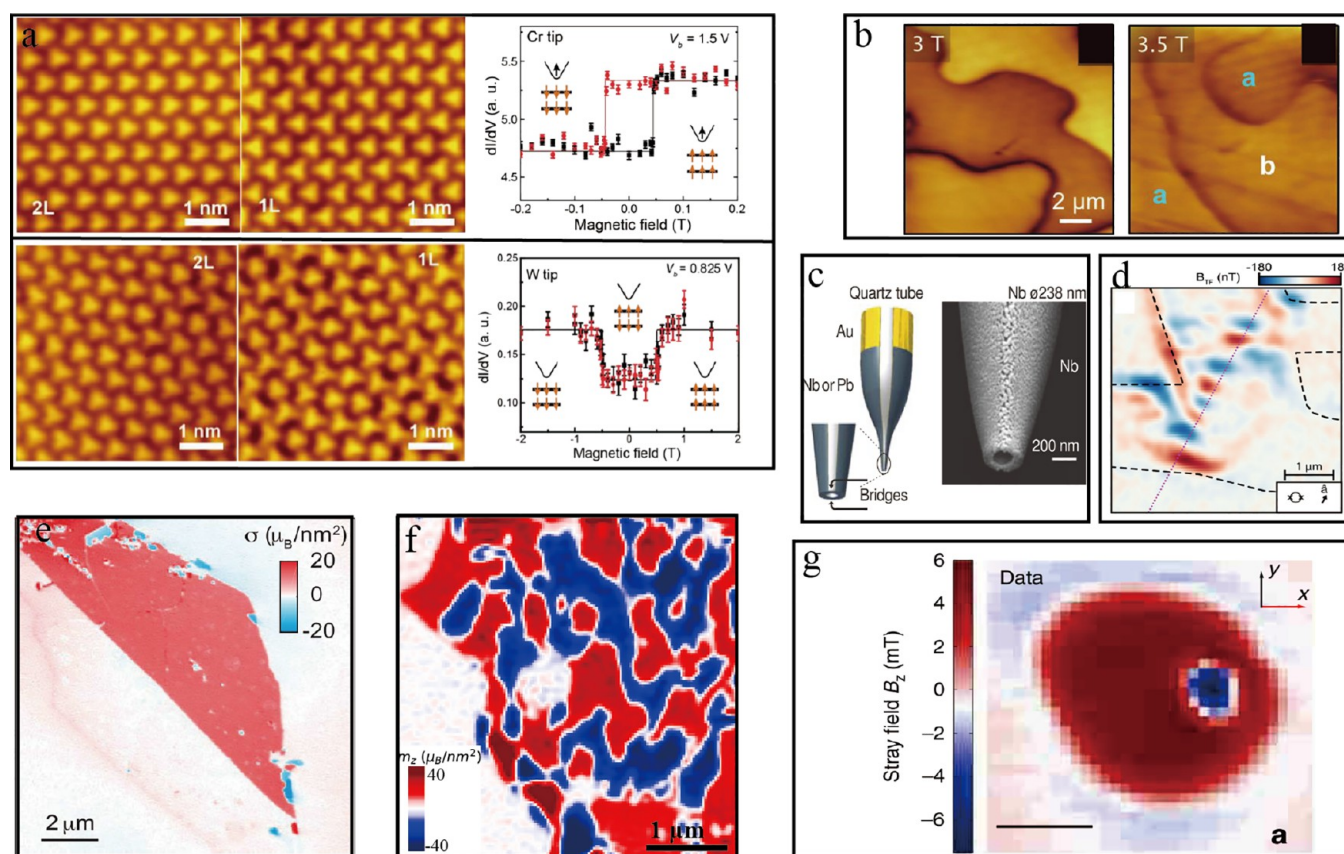 a
2L
1 nm
1L
1 nm
Cr tip
V_b = 1.5 V
dI/dV (a. u.)
5.5
5.0
4.5
-0.2
-0.1
0.0
0.1
0.2
Magnetic field (T)
2L
1 nm
1L
1 nm
W tip
V_b = 0.825 V
dI/dV (a. u.)
0.25
0.20
0.15
0.10
-2
-1
0
1
2
Magnetic field (T)
b
3 T
2 μm
3.5 T
a
b
a
c
Quartz tube
Au
Nb or Pb
Bridges
Nb ø238 nm
Nb
200 nm
d
B_TF (nT)
-180
18
1 μm
â
e
σ (μ_B/nm²)
20
0
-20
2 μm
f
m_z (μ_B/nm²)
40
-40
1 μm
g
Stray field B_z (mT)
6
4
2
0
−2
−4
−6
Data
y
x
a